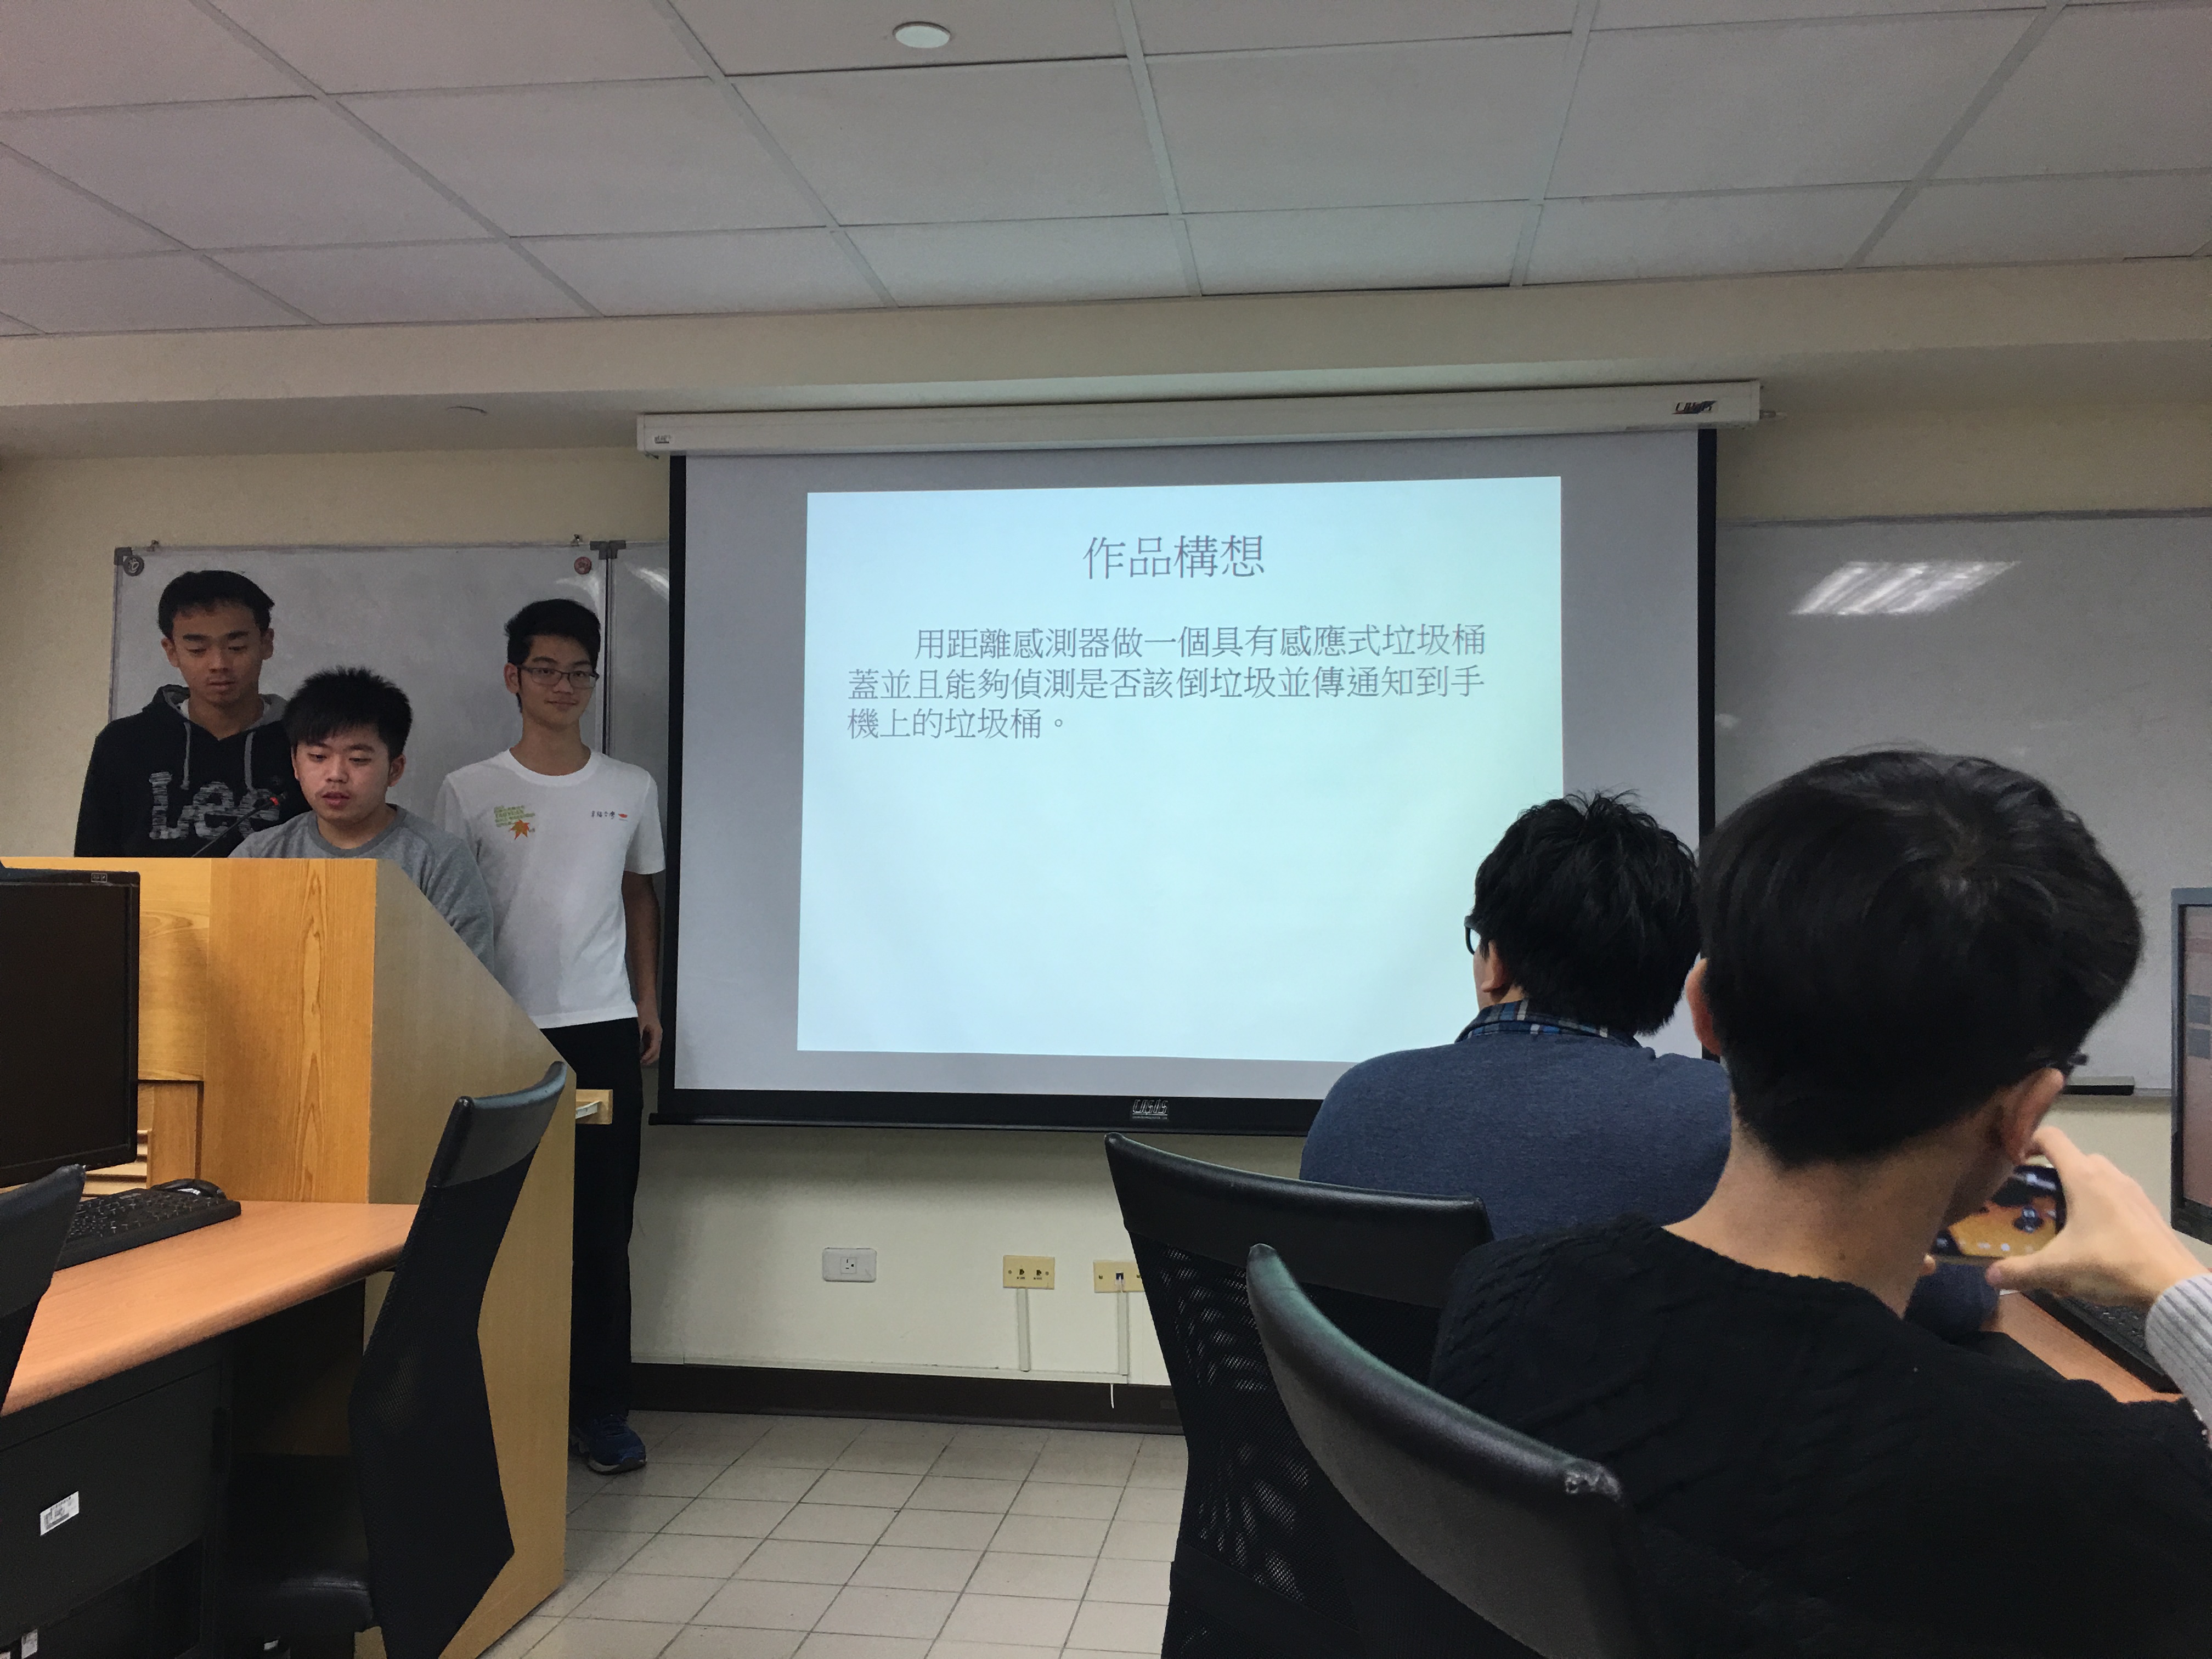 作品構想
用距離感測器做一個具有感應式垃圾桶
蓋並且能夠偵測是否該倒垃圾並傳通知到手
機上的垃圾桶。
Lee